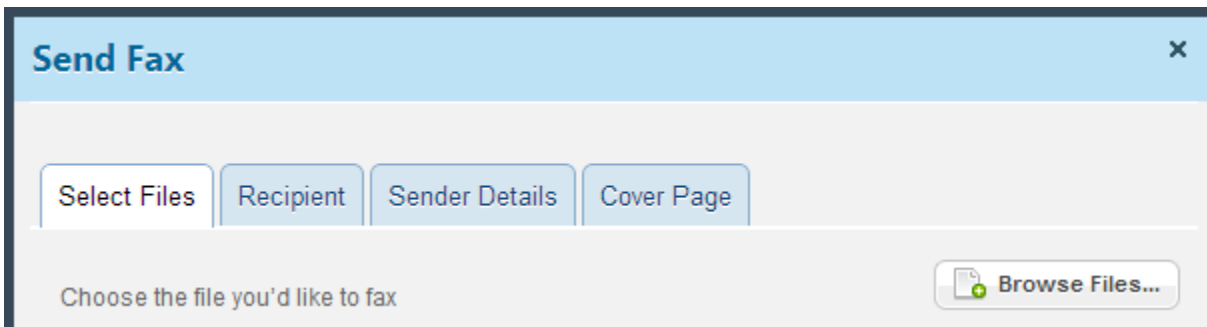 Send Fax
Select Files Recipient Sender Details Cover Page
Choose the file you'd like to fax Browse Files...